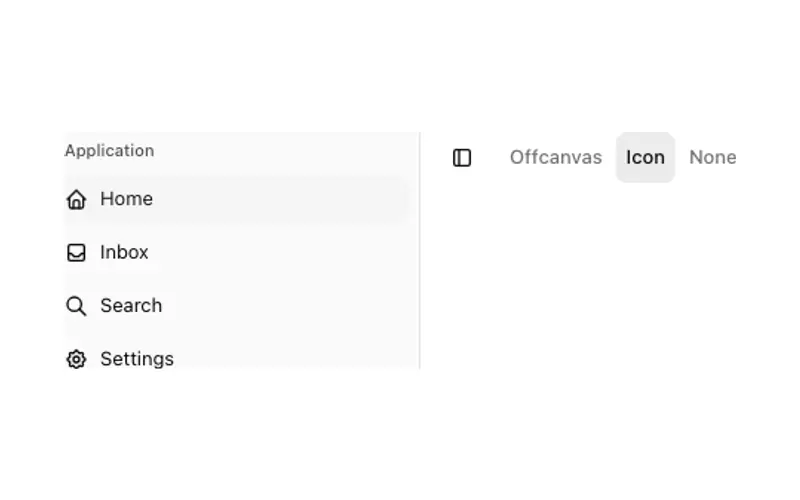 Application
Home
Inbox
Search
Settings
Offcanvas Icon None